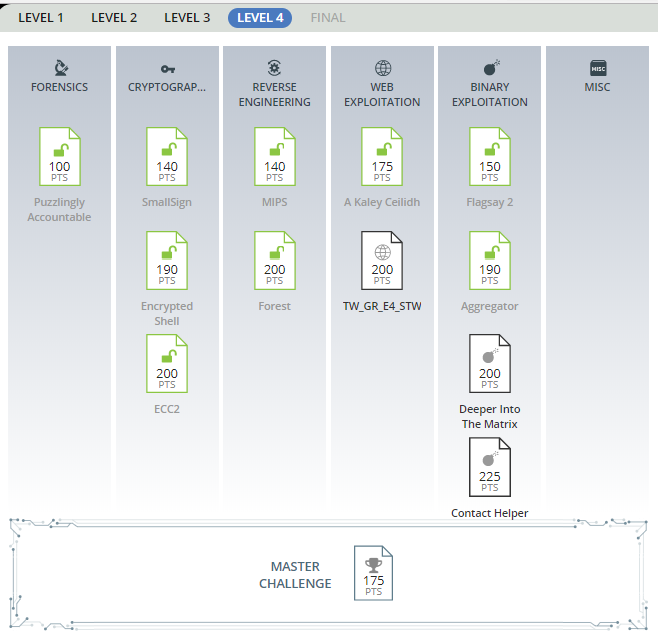 LEVEL 1 LEVEL 2 LEVEL 3 LEVEL 4 FINAL
FORENSICS
100
PTS
Puzzlingly
Accountable
CRYPTOGRAP...
140
PTS
SmallSign
190
PTS
Encrypted
Shell
200
PTS
ECC2
REVERSE
ENGINEERING
140
PTS
MIPS
200
PTS
Forest
WEB
EXPLOITATION
175
PTS
A Kaley Ceilidh
200
PTS
TW_GR_E4_STW
BINARY
EXPLOITATION
150
PTS
Flagsay 2
190
PTS
Aggregator
200
PTS
Deeper Into
The Matrix
225
PTS
Contact Helper
MISC
MISC
MASTER
CHALLENGE
175
PTS